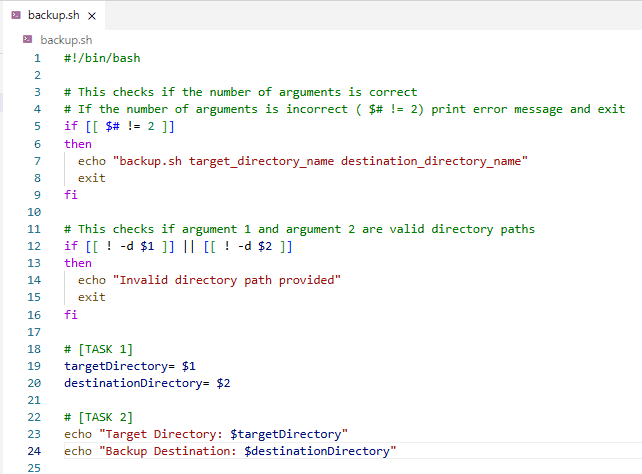 backup.sh ×
backup.sh
1 #!/bin/bash
2
3 # This checks if the number of arguments is correct
4 # If the number of arguments is incorrect ( $# != 2) print error message and exit
5 if [[ $# != 2 ]]
6 then
7   echo "backup.sh target_directory_name destination_directory_name"
8   exit
9 fi
10
11 # This checks if argument 1 and argument 2 are valid directory paths
12 if [[ ! -d $1 ]] || [[ ! -d $2 ]]
13 then
14   echo "Invalid directory path provided"
15   exit
16 fi
17
18 # [TASK 1]
19 targetDirectory= $1
20 destinationDirectory= $2
21
22 # [TASK 2]
23 echo "Target Directory: $targetDirectory"
24 echo "Backup Destination: $destinationDirectory"
25